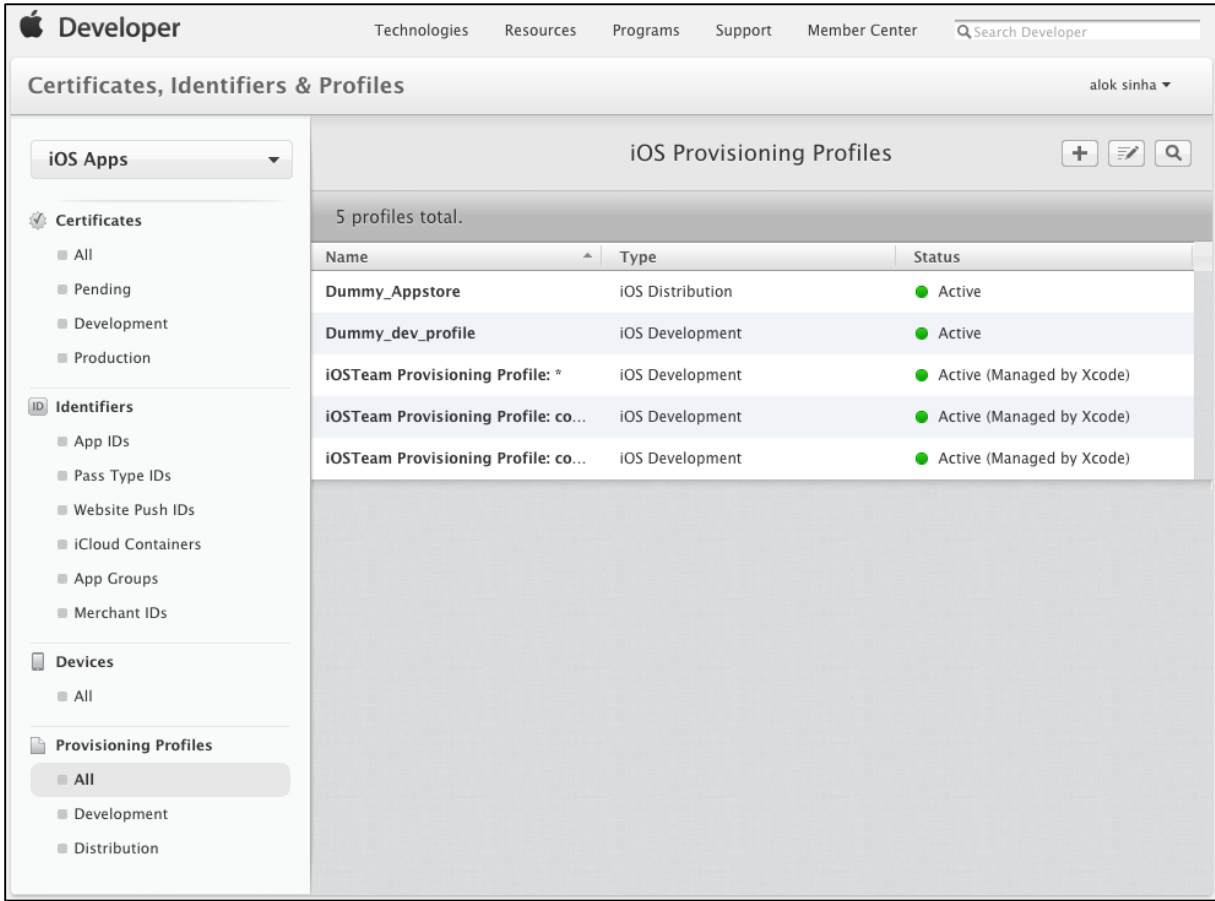 Developer Technologies Resources Programs Support Member Center Search Developer
Certificates, Identifiers & Profiles alok sinha
iOS Apps
Certificates
All
Pending
Development
Production
ID Identifiers
App IDs
Pass Type IDs
Website Push IDs
iCloud Containers
App Groups
Merchant IDs
Devices
All
Provisioning Profiles
All
Development
Distribution
iOS Provisioning Profiles
5 profiles total.
Name Type Status
Dummy_Appstore iOS Distribution Active
Dummy_dev_profile iOS Development Active
iOSTeam Provisioning Profile: * iOS Development Active (Managed by Xcode)
iOSTeam Provisioning Profile: co... iOS Development Active (Managed by Xcode)
iOSTeam Provisioning Profile: co... iOS Development Active (Managed by Xcode)